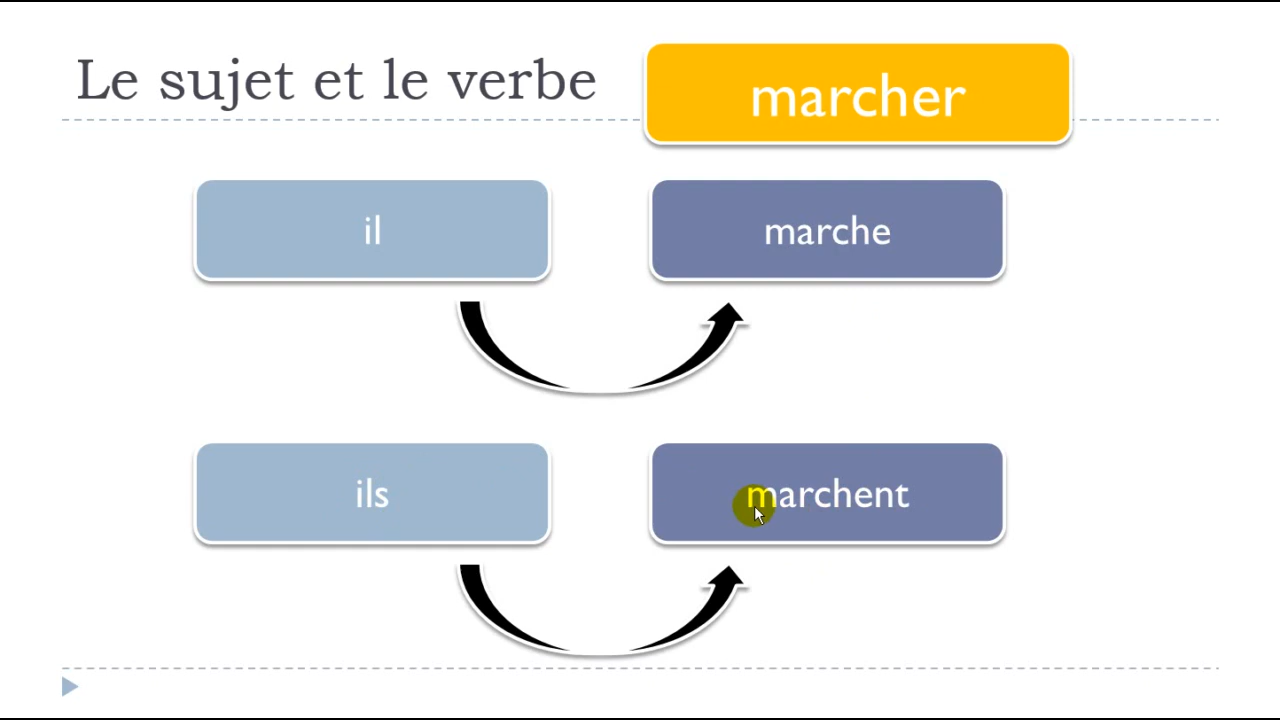 Le sujet et le verbe
marcher
il
marche
ils
marchent